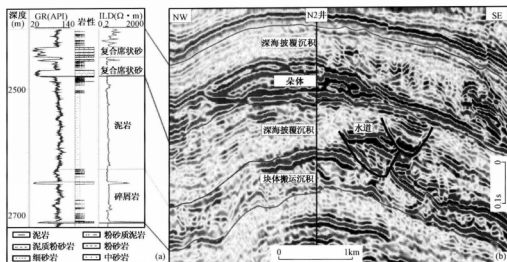 深度 GR(API) 岩性 ILD(Ω·m)
(m) 20 140 0.2 2000
复合席状砂
复合席状砂
2500
泥岩
碎屑岩
2700
泥岩 粉砂质泥岩
泥质粉砂岩 粉砂岩
细砂岩 中砂岩
(a)
NW N2井 SE
深海披覆沉积
朵体
深海披覆沉积
水道
块体搬运沉积
0
0.1s
0 1km
(b)